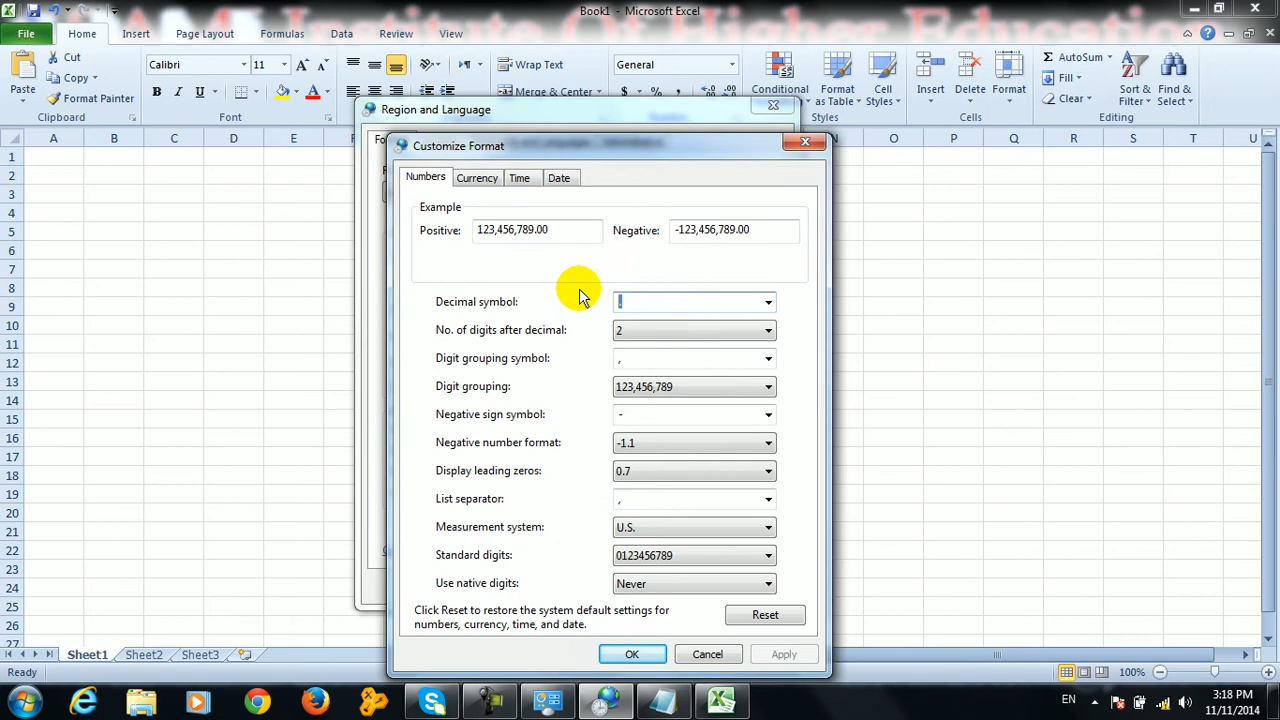 Book1 - Microsoft Excel
File Home Insert Page Layout Formulas Data Review View
Cut
Copy
Paste
Format Painter
Clipboard
Calibri 11
B I U
Font
Wrap Text
Merge & Center
General
$ % ,
Conditional Format Cell
as Table Styles
Insert Delete Format
Cells
AutoSum
Fill
Clear
Sort & Find &
Filter Select
Editing
Region and Language
Customize Format
Numbers Currency Time Date
Example
Positive: 123,456,789.00 Negative: -123,456,789.00
Decimal symbol: .
No. of digits after decimal: 2
Digit grouping symbol: ,
Digit grouping: 123,456,789
Negative sign symbol: -
Negative number format: -1.1
Display leading zeros: 0.7
List separator: ,
Measurement system: U.S.
Standard digits: 0123456789
Use native digits: Never
Click Reset to restore the system default settings for
numbers, currency, time, and date.
Reset
OK Cancel Apply
A B C D E N O P Q R S T U
1
2
3
4
5
6
7
8
9
10
11
12
13
14
15
16
17
18
19
20
21
22
23
24
25
26
27
Sheet1 Sheet2 Sheet3
Ready
100%
EN
3:18 PM
11/11/2014